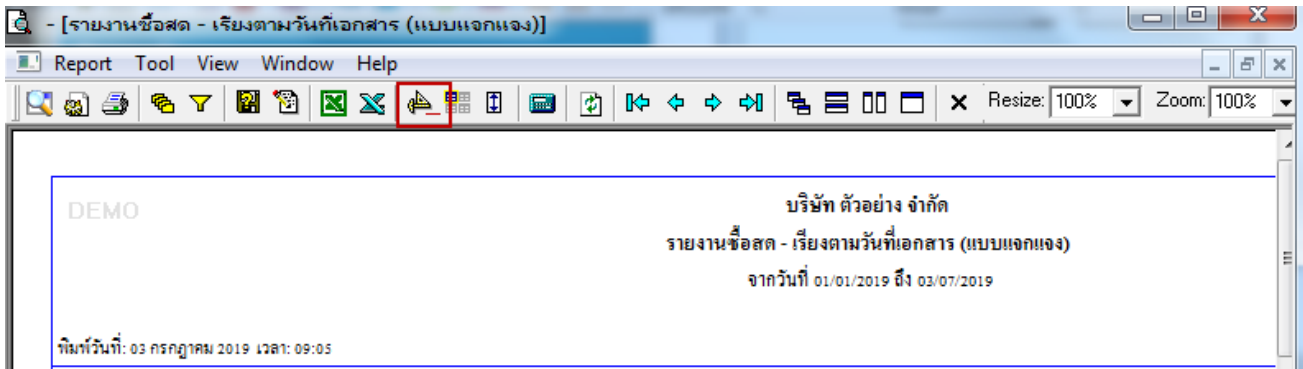 - [รายงานซื้อสด - เรียงตามวันที่เอกสาร (แบบแจกแจง)]
Report Tool View Window Help
Resize: 100% Zoom: 100%
DEMO
บริษัท ตัวอย่าง จำกัด
รายงานซื้อสด - เรียงตามวันที่เอกสาร (แบบแจกแจง)
จากวันที่ 01/01/2019 ถึง 03/07/2019
พิมพ์วันที่: 03 กรกฎาคม 2019 เวลา: 09:05